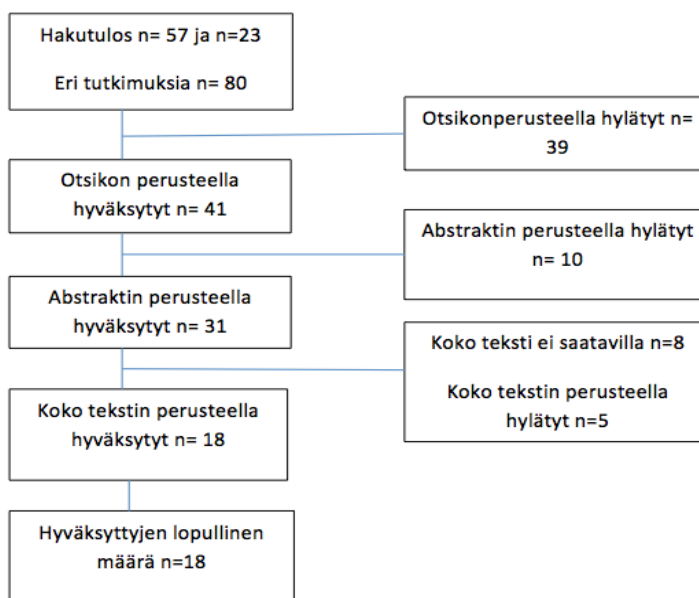 Hakutulos n= 57 ja n=23
Eri tutkimuksia n= 80
Otsikonperusteella hylätyt n=
39
Otsikon perusteella
hyväksytyt n= 41
Abstraktin perusteella hylätyt
n= 10
Abstraktin perusteella
hyväksytyt n= 31
Koko teksti ei saatavilla n=8
Koko tekstin perusteella
hylätyt n=5
Koko tekstin perusteella
hyväksytyt n= 18
Hyväksyttyjen lopullinen
määrä n=18